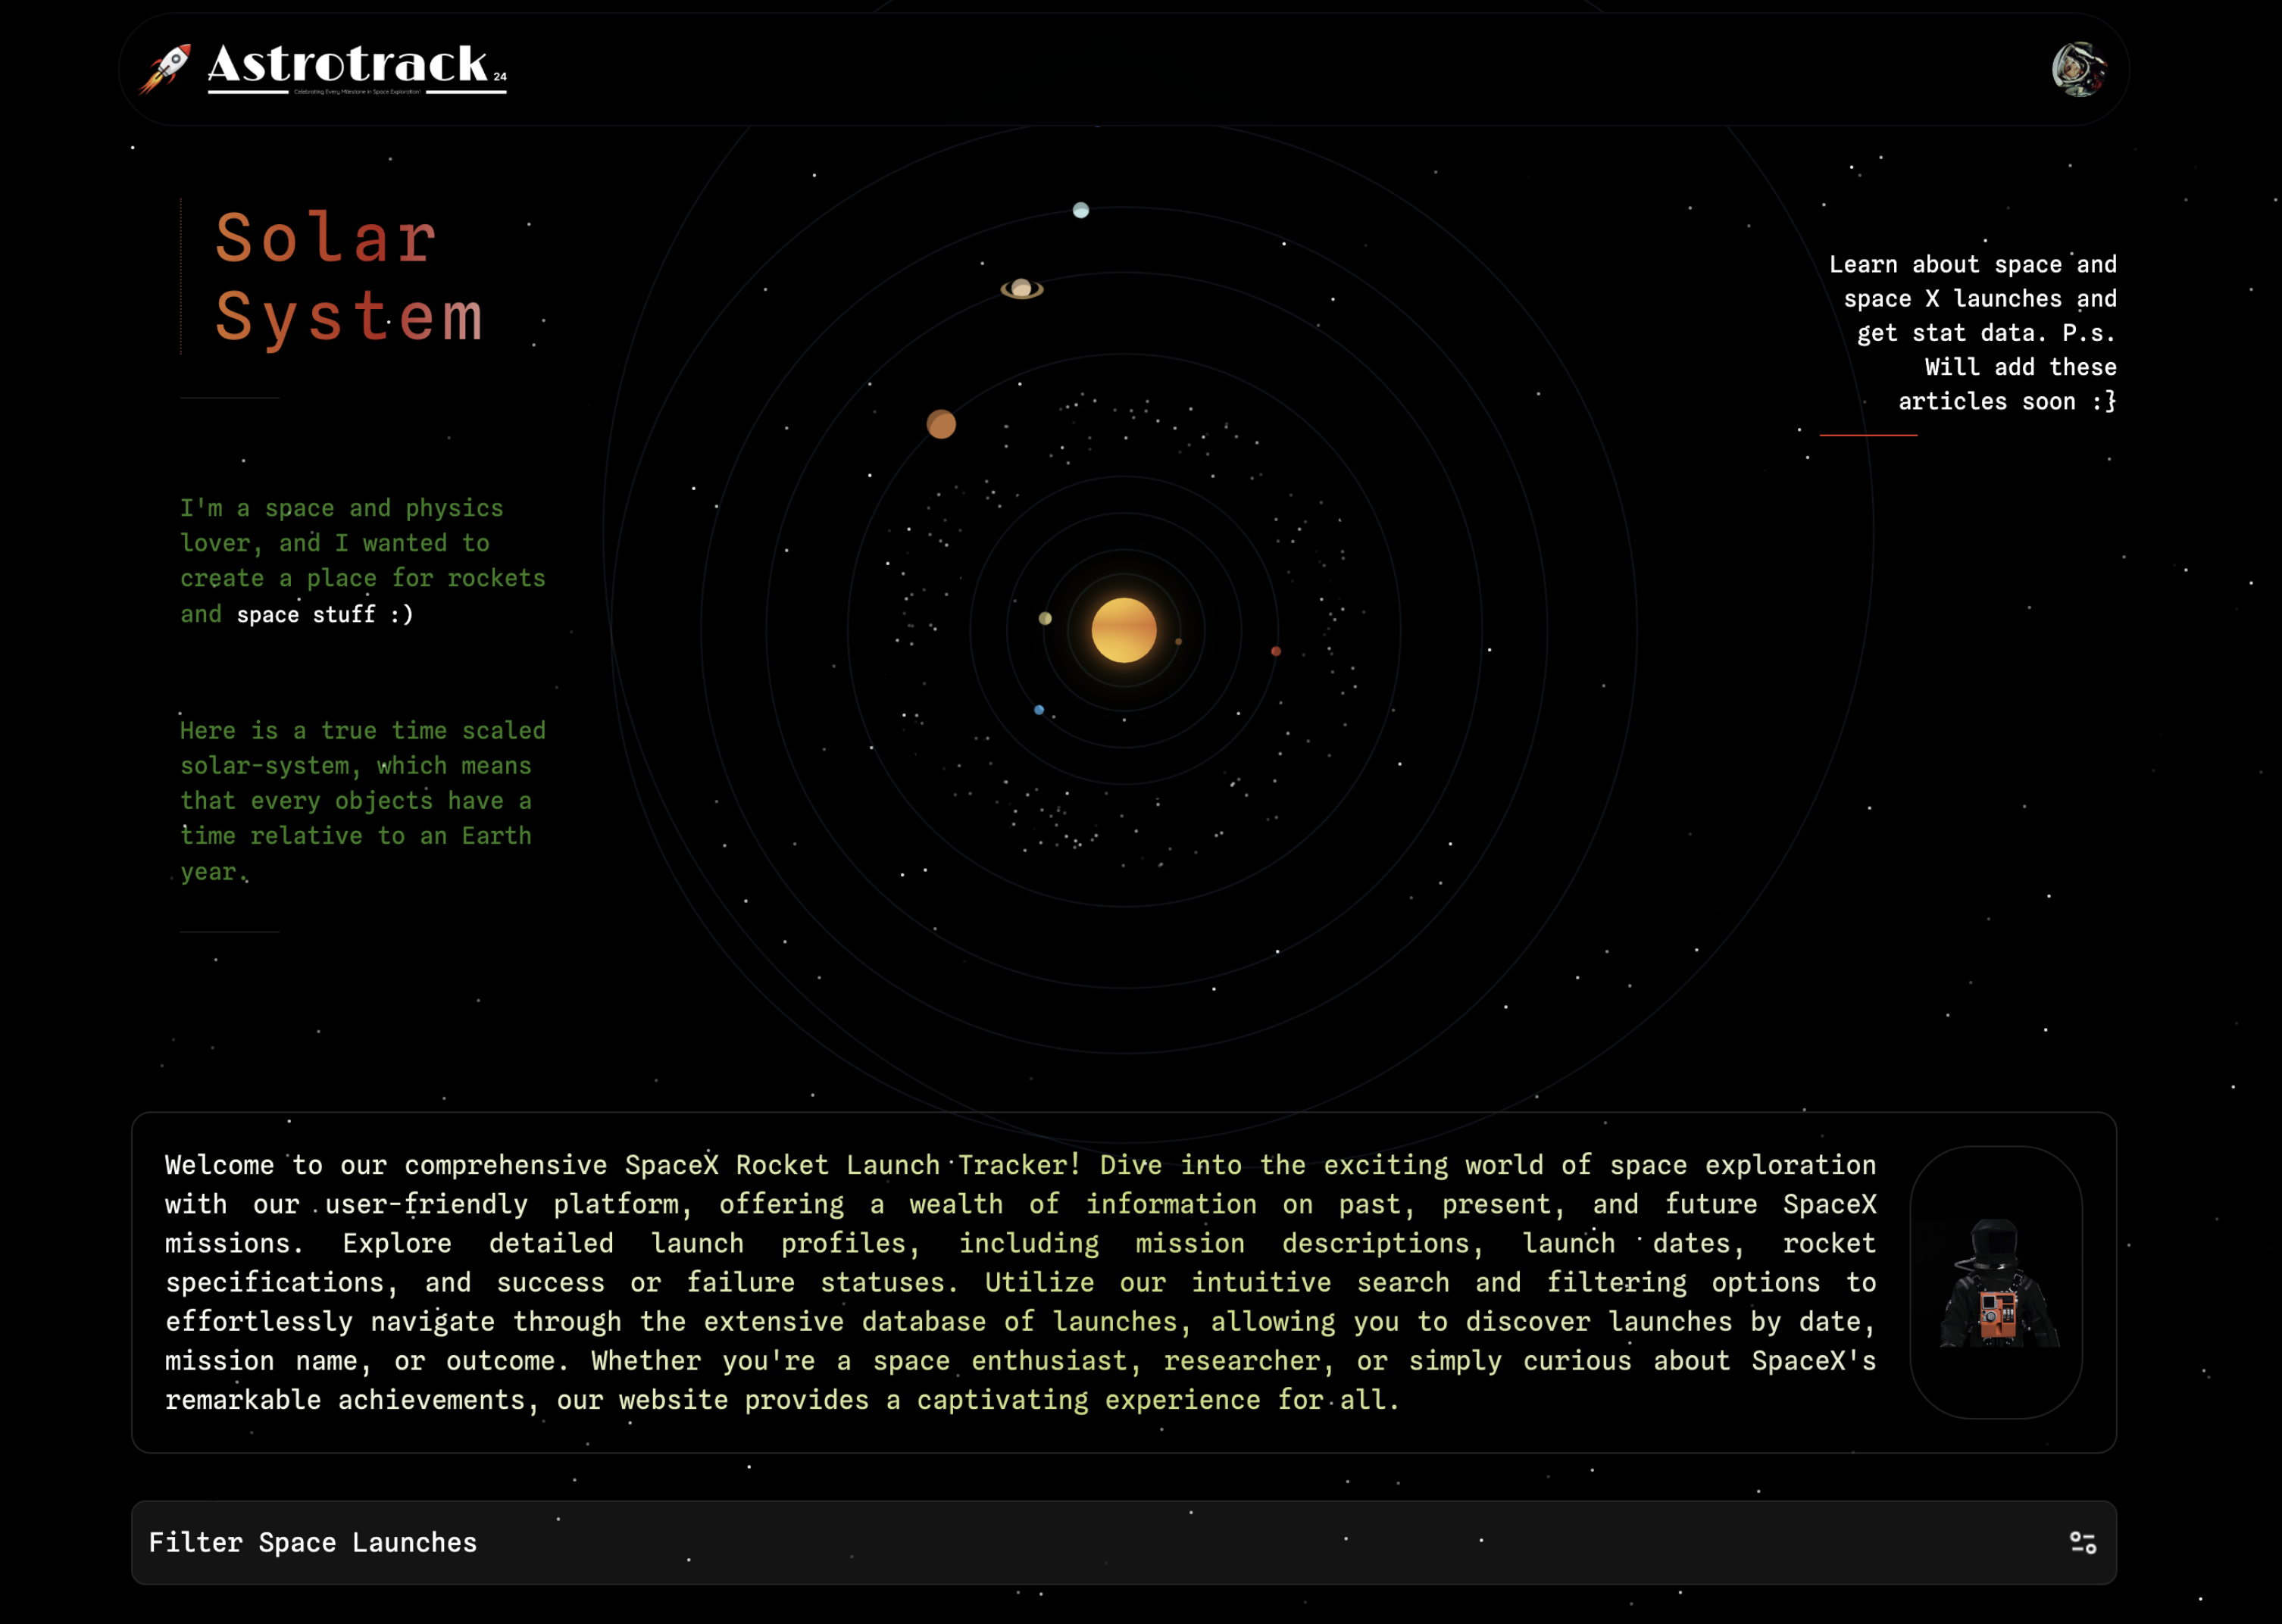 Astrotrack 24
Celebrating Every Milestone in Space Exploration!
Solar
System
Learn about space and
space X launches and
get stat data. P.s.
Will add these
articles soon :}
I'm a space and physics
lover, and I wanted to
create a place for rockets
and space stuff :)
Here is a true time scaled
solar-system, which means
that every objects have a
time relative to an Earth
year.
Welcome to our comprehensive SpaceX Rocket Launch Tracker! Dive into the exciting world of space exploration
with our user-friendly platform, offering a wealth of information on past, present, and future SpaceX
missions. Explore detailed launch profiles, including mission descriptions, launch dates, rocket
specifications, and success or failure statuses. Utilize our intuitive search and filtering options to
effortlessly navigate through the extensive database of launches, allowing you to discover launches by date,
mission name, or outcome. Whether you're a space enthusiast, researcher, or simply curious about SpaceX's
remarkable achievements, our website provides a captivating experience for all.
Filter Space Launches